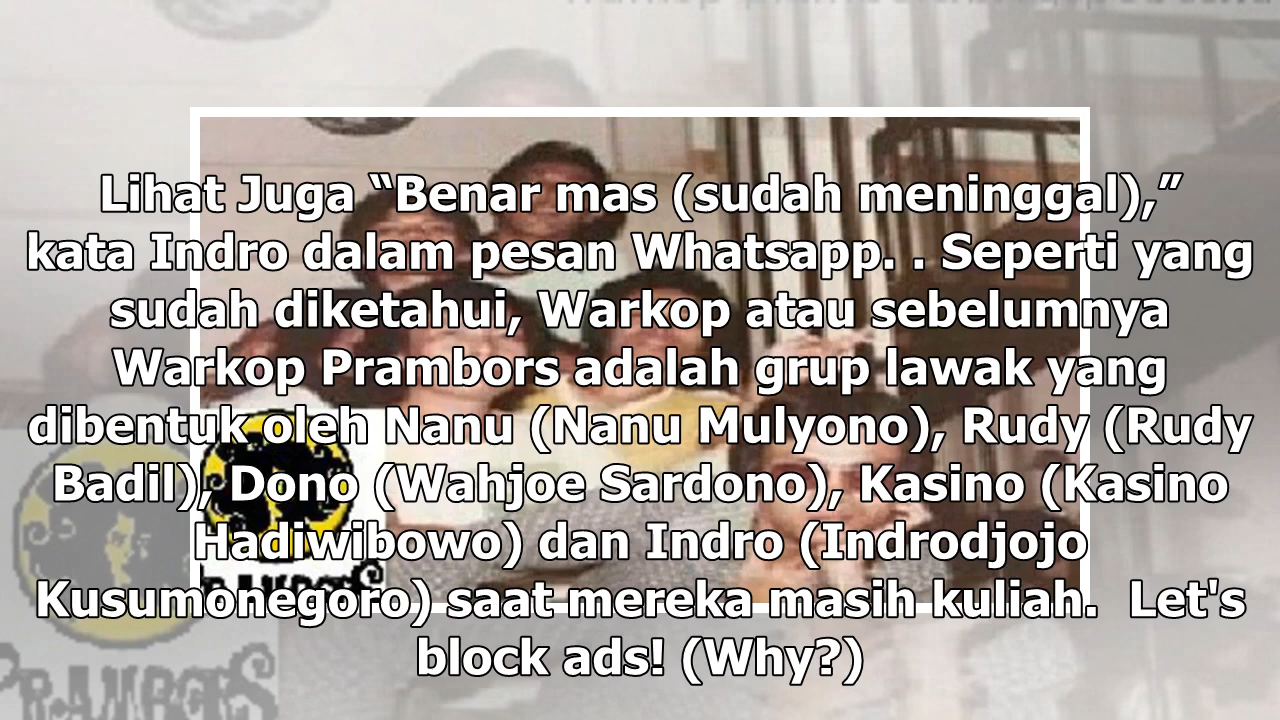 Lihat Juga “Benar mas (sudah meninggal),”
kata Indro dalam pesan Whatsapp. . Seperti yang
sudah diketahui, Warkop atau sebelumnya
Warkop Prambors adalah grup lawak yang
dibentuk oleh Nanu (Nanu Mulyono), Rudy (Rudy
Badil), Dono (Wahjoe Sardono), Kasino (Kasino
Hadiwibowo) dan Indro (Indrodjojo
Kusumonegoro) saat mereka masih kuliah.  Let's
block ads! (Why?)
PRAMBORS